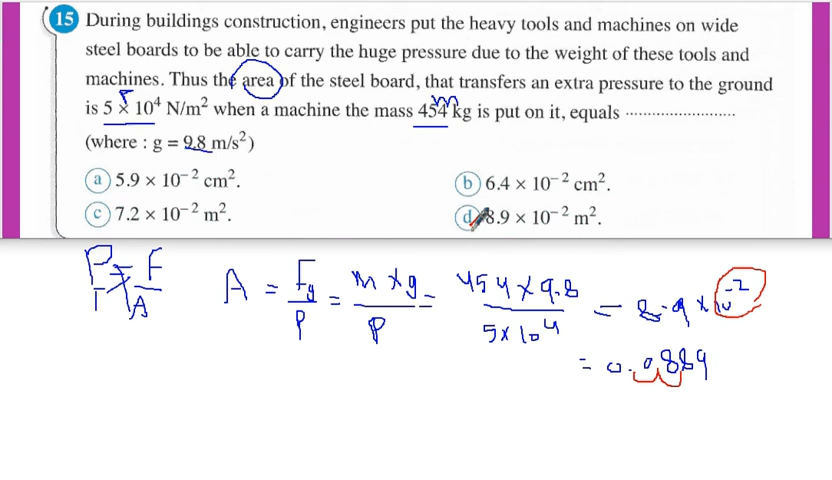 15 During buildings construction, engineers put the heavy tools and machines on wide
steel boards to be able to carry the huge pressure due to the weight of these tools and
machines. Thus the area of the steel board, that transfers an extra pressure to the ground
P m
is 5 × 10⁴ N/m² when a machine the mass 454 kg is put on it, equals ........................
(where : g = 9.8 m/s²)
a 5.9 × 10⁻² cm².
b 6.4 × 10⁻² cm².
c 7.2 × 10⁻² m².
d 8.9 × 10⁻² m².
P/1 = F/A A = Fg/P = m×g/P = 454×9.8/5×10⁴ = 8.9×10⁻²
= 0.0889